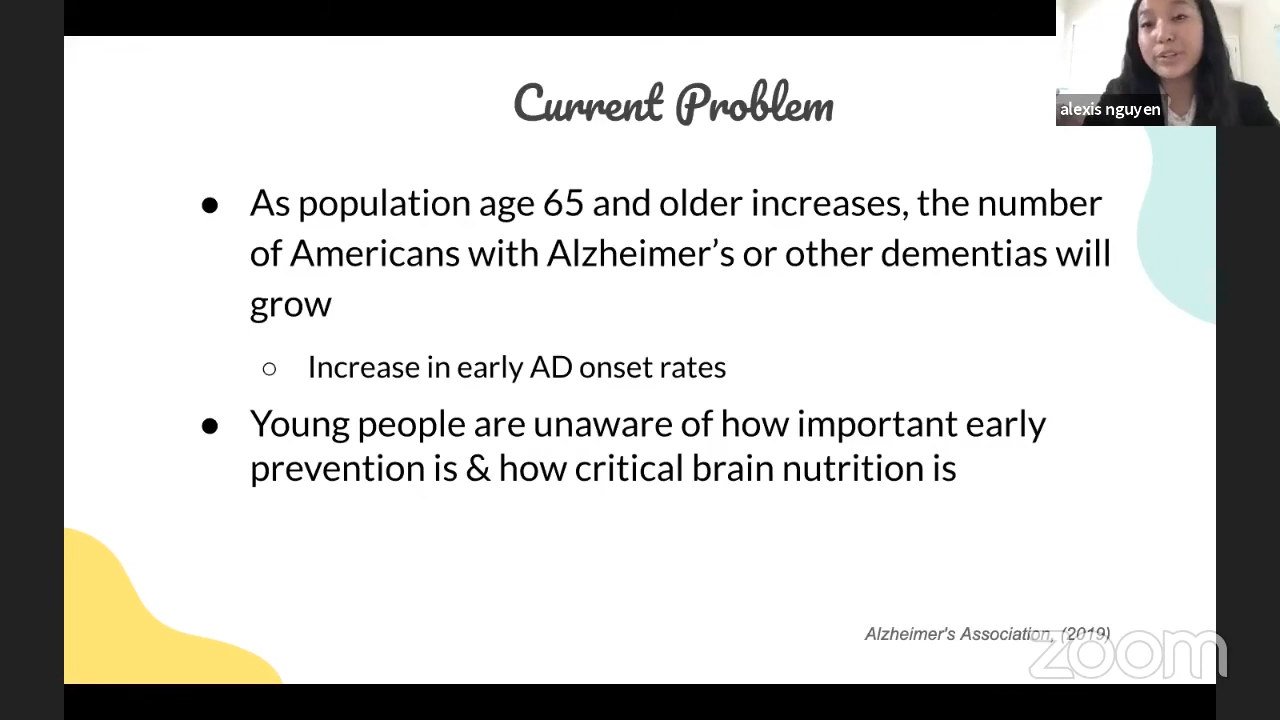 Current Problem
alexis nguyen
● As population age 65 and older increases, the number
of Americans with Alzheimer’s or other dementias will
grow
○ Increase in early AD onset rates
● Young people are unaware of how important early
prevention is & how critical brain nutrition is
Alzheimer's Association, (2019)
zoom